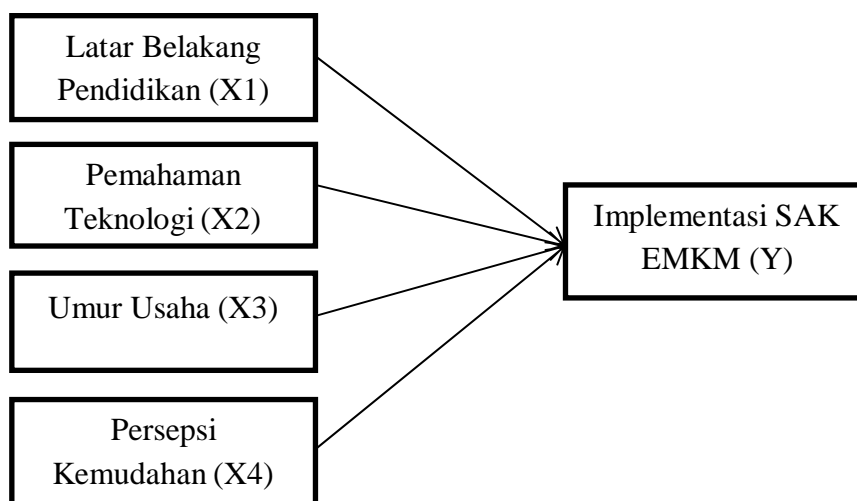 Latar Belakang
Pendidikan (X1)
Pemahaman
Teknologi (X2)
Umur Usaha (X3)
Persepsi
Kemudahan (X4)
Implementasi SAK
EMKM (Y)